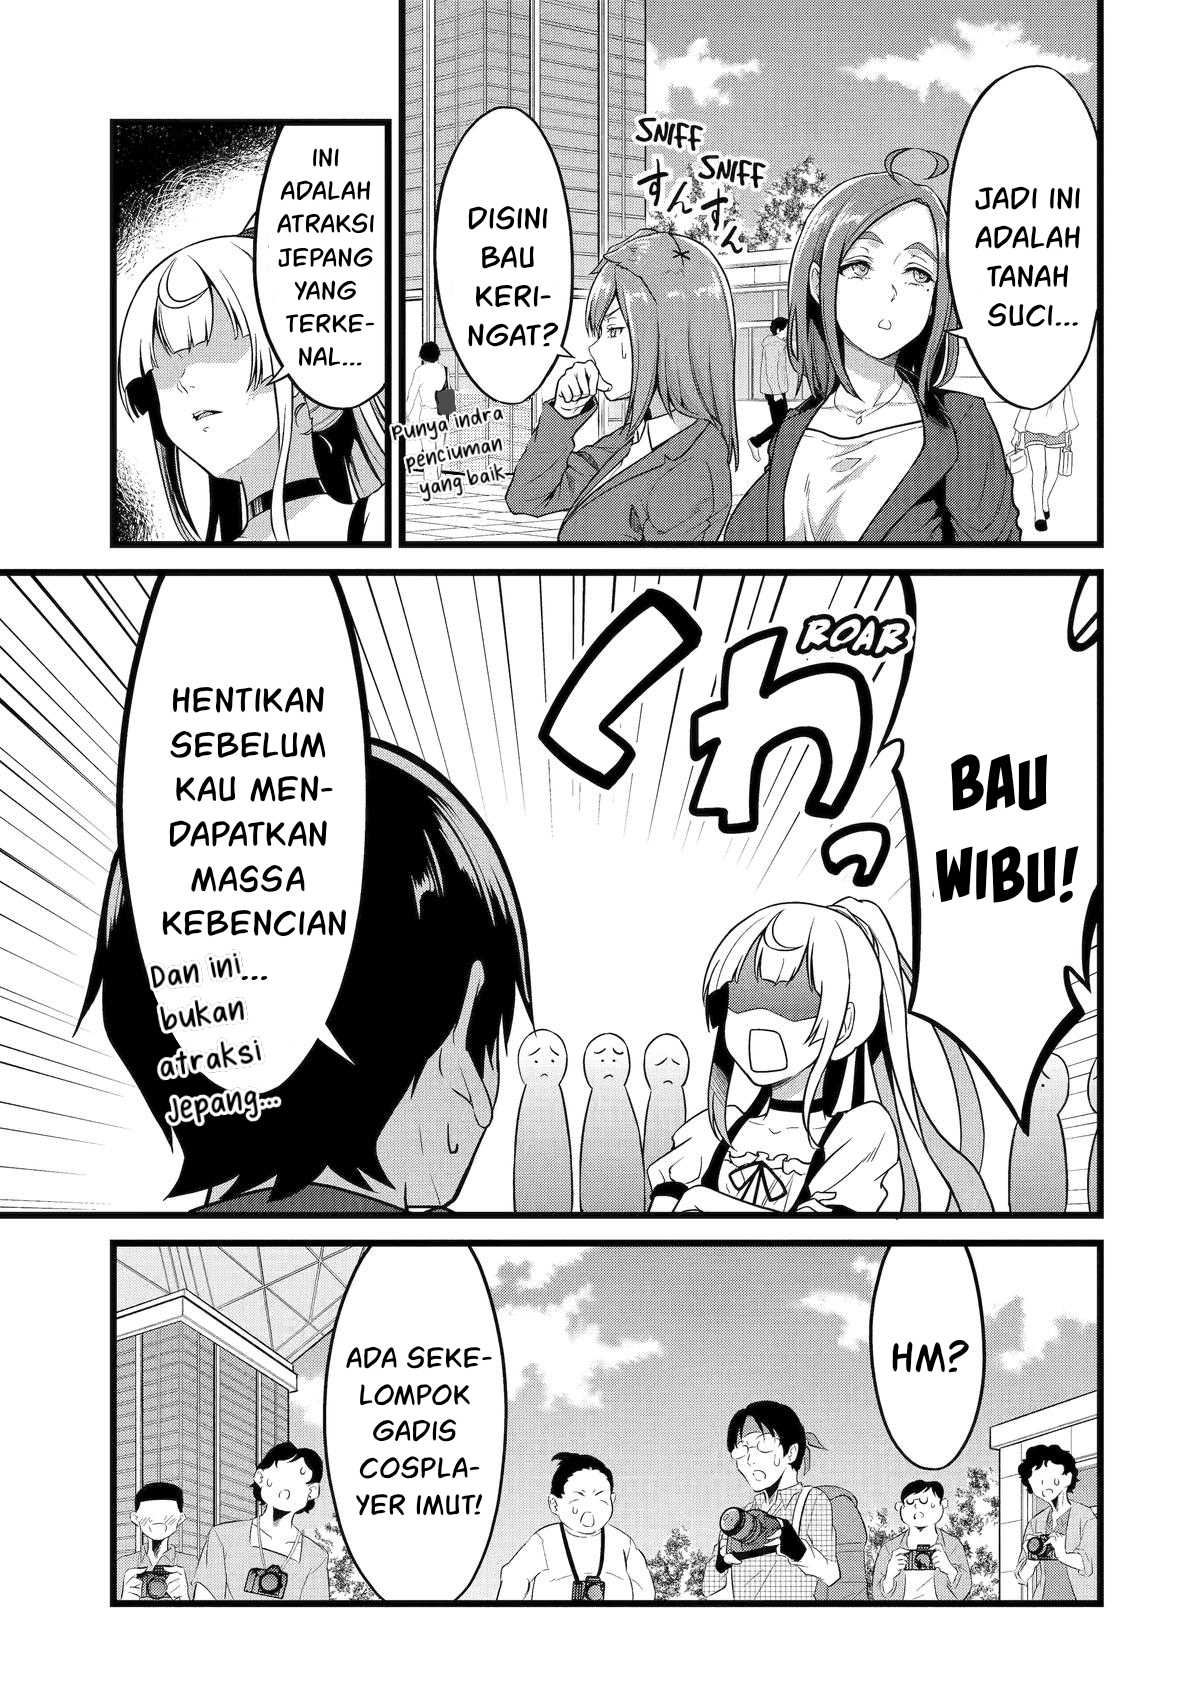 JADI INI
ADALAH
TANAH
SUCI...
SNIFF
SNIFF
すんすん
DISINI
BAU
KERI-
NGAT?
Punya indra
penciuman
yang baik
INI
ADALAH
ATRAKSI
JEPANG
YANG
TERKE-
NAL...
BAU
WIBU!
ROAR
くわっ
HENTIKAN
SEBELUM
KAU MEN-
DAPATKAN
MASSA
KEBENCIAN
Dan ini...
bukan
atraksi
Jepang...
HM?
ADA SEKE-
LOMPOK
GADIS
COSPLA-
YER IMUT!